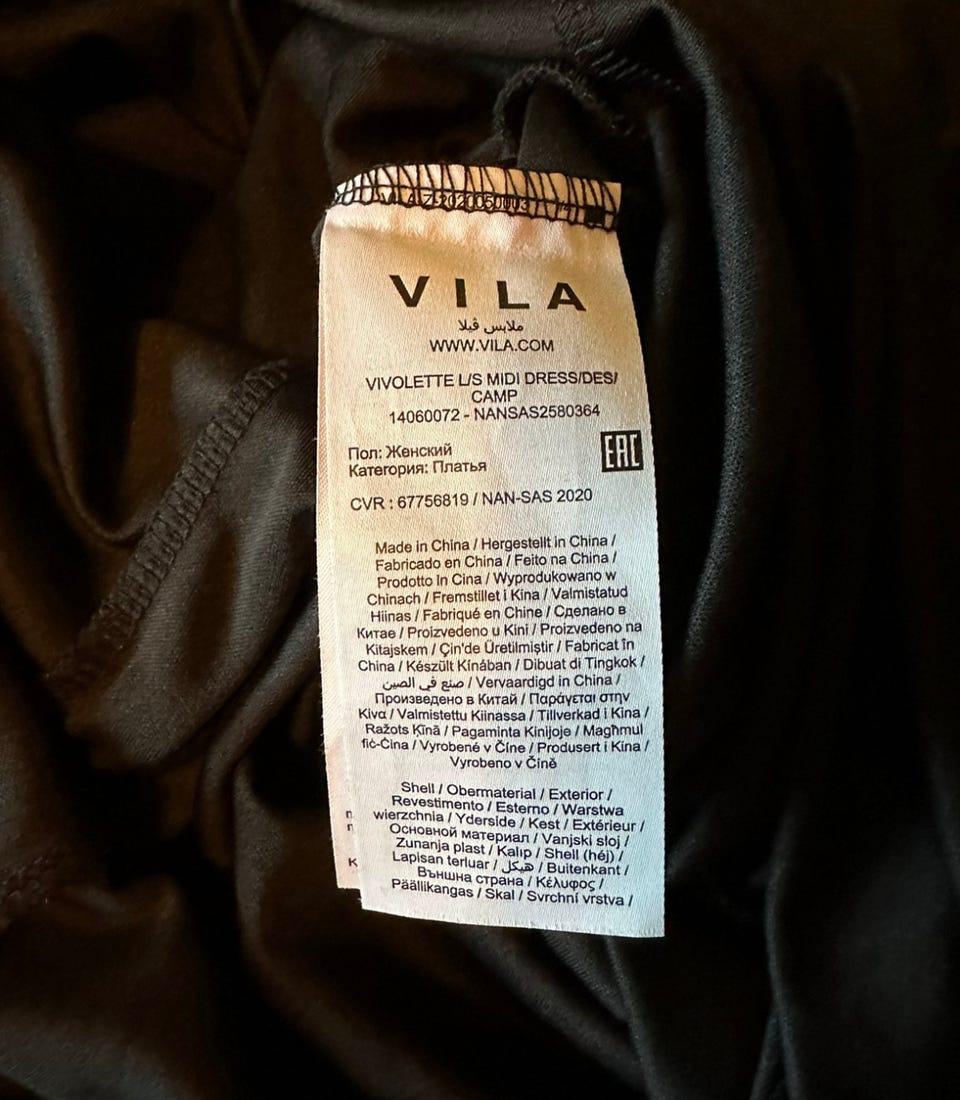 VILA
ملابس ڤيلا
WWW.VILA.COM
VIVOLETTE L/S MIDI DRESS/DES/
CAMP
14060072 - NANSAS2580364
EAC
Пол: Женский
Категория: Платья
CVR : 67756819 / NAN-SAS 2020
Made in China / Hergestellt in China /
Fabricado en China / Feito na China /
Prodotto In Cina / Wyprodukowano w
Chinach / Fremstillet i Kina / Valmistatud
Hiinas / Fabriqué en Chine / Сделано в
Китае / Proizvedeno u Kini / Proizvedeno na
Kitajskem / Çin'de Üretilmiştir / Fabricat în
China / Készült Kínában / Dibuat di Tingkok /
صنع في الصين / Vervaardigd in China /
Произведено в Китай / Παράγεται στην
Κίνα / Valmistettu Kiinassa / Tillverkad i Kina /
Ražots Ķīnā / Pagaminta Kinijoje / Magħmul
fiċ-Ċina / Vyrobené v Číne / Produsert i Kina /
Vyrobeno v Číně
Shell / Obermaterial / Exterior /
Revestimento / Esterno / Warstwa
wierzchnia / Yderside / Kest / Extérieur /
Основной материал / Vanjski sloj /
Zunanja plast / Kalıp / Shell (héj) /
Lapisan terluar / هيكل / Buitenkant /
Външна страна / Κέλυφος /
Päällikangas / Skal / Svrchní vrstva /